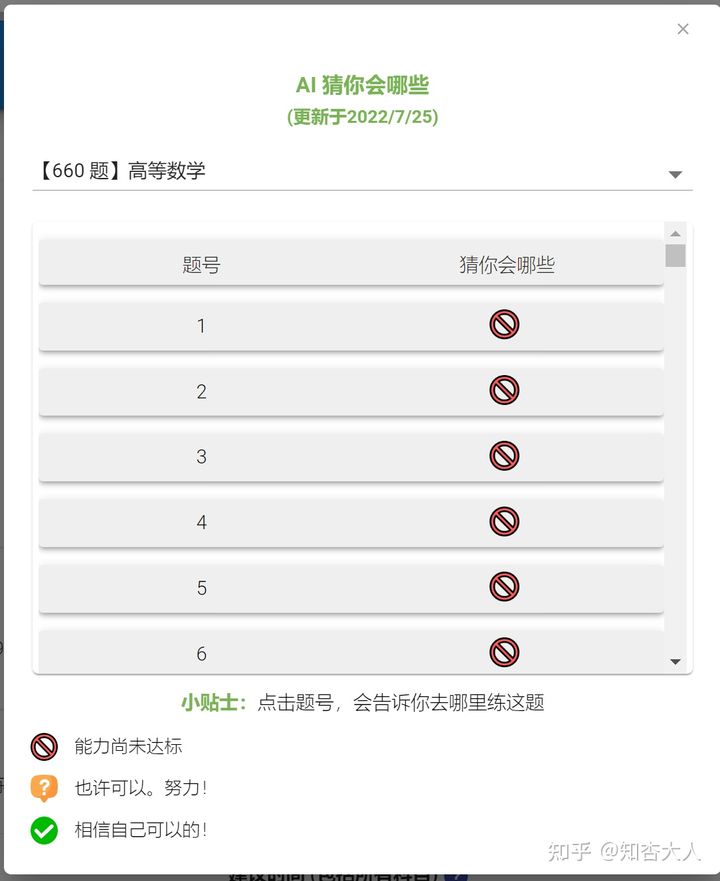 AI 猜你会哪些
(更新于2022/7/25)
【660 题】高等数学
题号 猜你会哪些
1
2
3
4
5
6
小贴士：点击题号，会告诉你去哪里练这题
能力尚未达标
也许可以。努力！
相信自己可以的！
知乎 @知杏大人